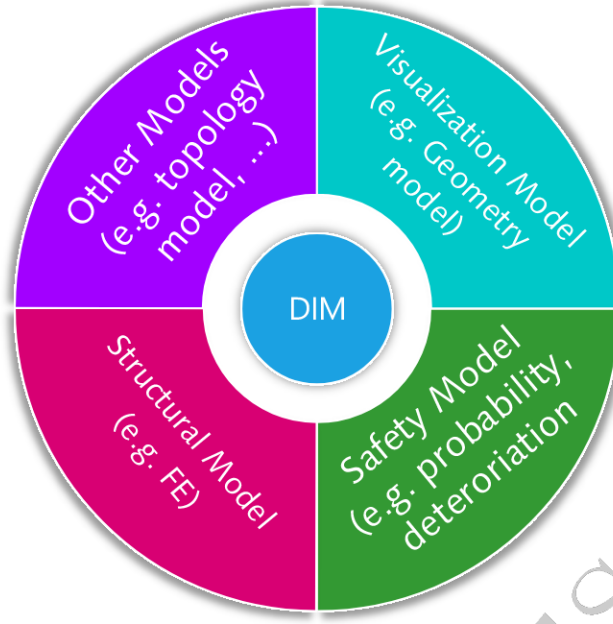 Other Models
(e.g. topology
model, ...)
Visualization Model
(e.g. Geometry
model)
DIM
Structural Model
(e.g. FE)
Safety Model
(e.g. probability,
deteroriation